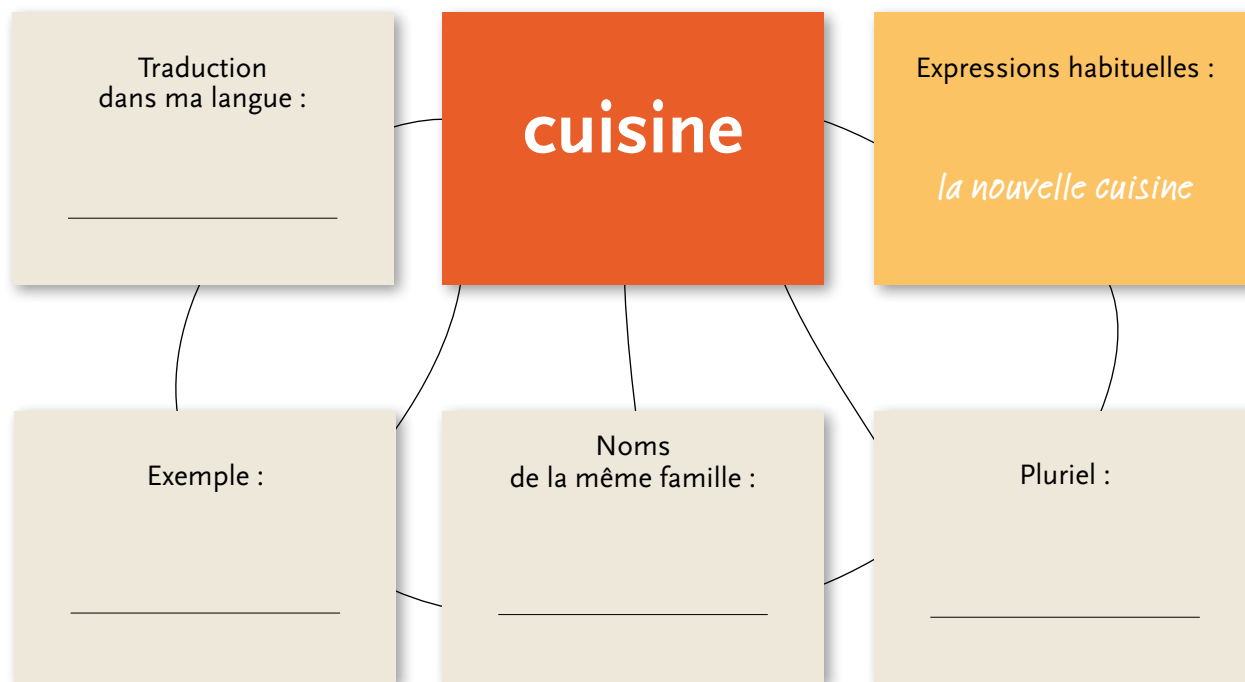 Traduction
dans ma langue :
cuisine
Expressions habituelles :
la nouvelle cuisine
Exemple :
Noms
de la même famille :
Pluriel :